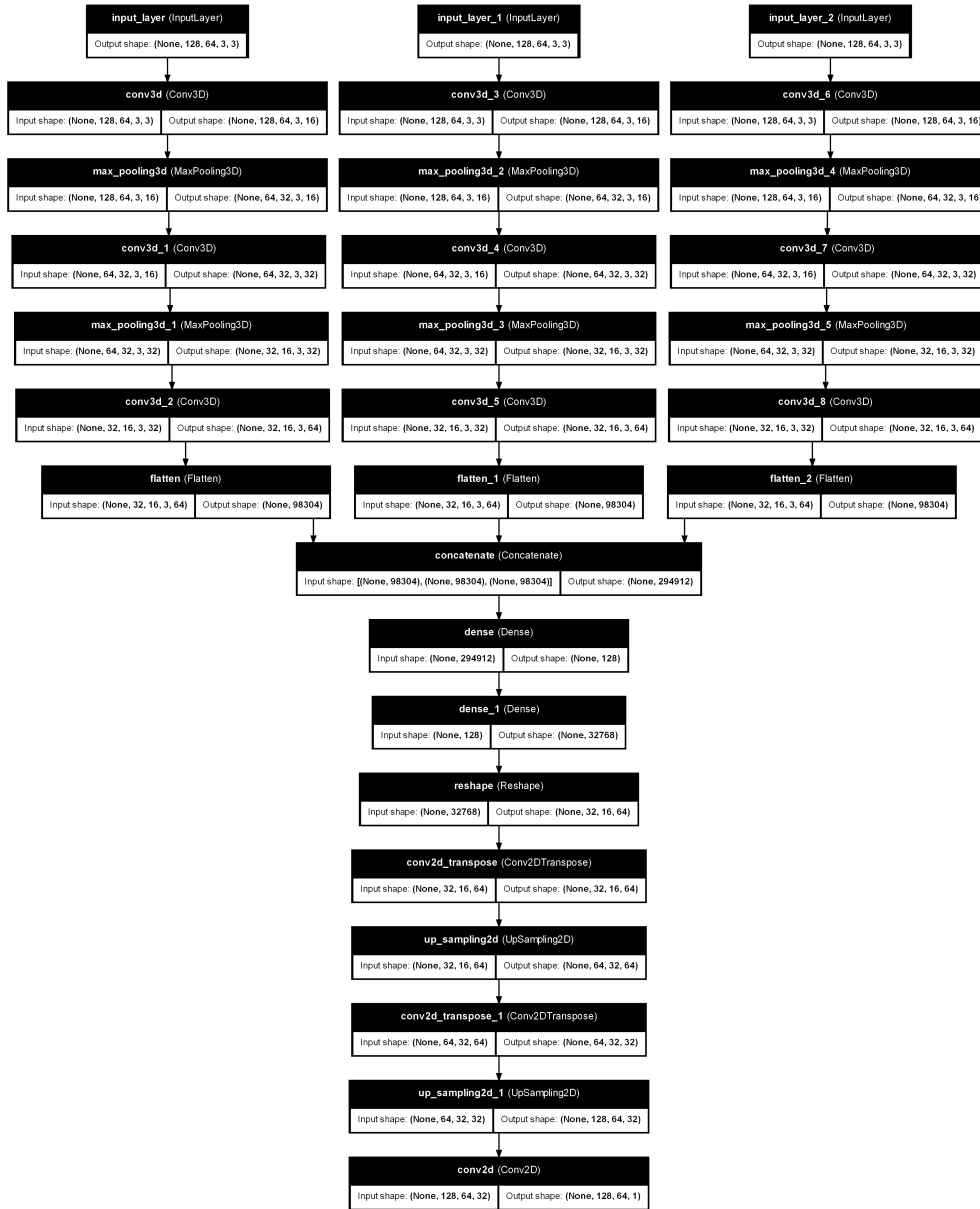 input_layer (InputLayer) input_layer_1 (InputLayer) input_layer_2 (InputLayer)
Output shape: (None, 128, 64, 3, 3) Output shape: (None, 128, 64, 3, 3) Output shape: (None, 128, 64, 3, 3)
conv3d (Conv3D) conv3d_3 (Conv3D) conv3d_6 (Conv3D)
Input shape: (None, 128, 64, 3, 3) Output shape: (None, 128, 64, 3, 16) Input shape: (None, 128, 64, 3, 3) Output shape: (None, 128, 64, 3, 16) Input shape: (None, 128, 64, 3, 3) Output shape: (None, 128, 64, 3, 16)
max_pooling3d (MaxPooling3D) max_pooling3d_2 (MaxPooling3D) max_pooling3d_4 (MaxPooling3D)
Input shape: (None, 128, 64, 3, 16) Output shape: (None, 64, 32, 3, 16) Input shape: (None, 128, 64, 3, 16) Output shape: (None, 64, 32, 3, 16) Input shape: (None, 128, 64, 3, 16) Output shape: (None, 64, 32, 3, 16)
conv3d_1 (Conv3D) conv3d_4 (Conv3D) conv3d_7 (Conv3D)
Input shape: (None, 64, 32, 3, 16) Output shape: (None, 64, 32, 3, 32) Input shape: (None, 64, 32, 3, 16) Output shape: (None, 64, 32, 3, 32) Input shape: (None, 64, 32, 3, 16) Output shape: (None, 64, 32, 3, 32)
max_pooling3d_1 (MaxPooling3D) max_pooling3d_3 (MaxPooling3D) max_pooling3d_5 (MaxPooling3D)
Input shape: (None, 64, 32, 3, 32) Output shape: (None, 32, 16, 3, 32) Input shape: (None, 64, 32, 3, 32) Output shape: (None, 32, 16, 3, 32) Input shape: (None, 64, 32, 3, 32) Output shape: (None, 32, 16, 3, 32)
conv3d_2 (Conv3D) conv3d_5 (Conv3D) conv3d_8 (Conv3D)
Input shape: (None, 32, 16, 3, 32) Output shape: (None, 32, 16, 3, 64) Input shape: (None, 32, 16, 3, 32) Output shape: (None, 32, 16, 3, 64) Input shape: (None, 32, 16, 3, 32) Output shape: (None, 32, 16, 3, 64)
flatten (Flatten) flatten_1 (Flatten) flatten_2 (Flatten)
Input shape: (None, 32, 16, 3, 64) Output shape: (None, 98304) Input shape: (None, 32, 16, 3, 64) Output shape: (None, 98304) Input shape: (None, 32, 16, 3, 64) Output shape: (None, 98304)
concatenate (Concatenate)
Input shape: [(None, 98304), (None, 98304), (None, 98304)] Output shape: (None, 294912)
dense (Dense)
Input shape: (None, 294912) Output shape: (None, 128)
dense_1 (Dense)
Input shape: (None, 128) Output shape: (None, 32768)
reshape (Reshape)
Input shape: (None, 32768) Output shape: (None, 32, 16, 64)
conv2d_transpose (Conv2DTranspose)
Input shape: (None, 32, 16, 64) Output shape: (None, 32, 16, 64)
up_sampling2d (UpSampling2D)
Input shape: (None, 32, 16, 64) Output shape: (None, 64, 32, 64)
conv2d_transpose_1 (Conv2DTranspose)
Input shape: (None, 64, 32, 64) Output shape: (None, 64, 32, 32)
up_sampling2d_1 (UpSampling2D)
Input shape: (None, 64, 32, 32) Output shape: (None, 128, 64, 32)
conv2d (Conv2D)
Input shape: (None, 128, 64, 32) Output shape: (None, 128, 64, 1)